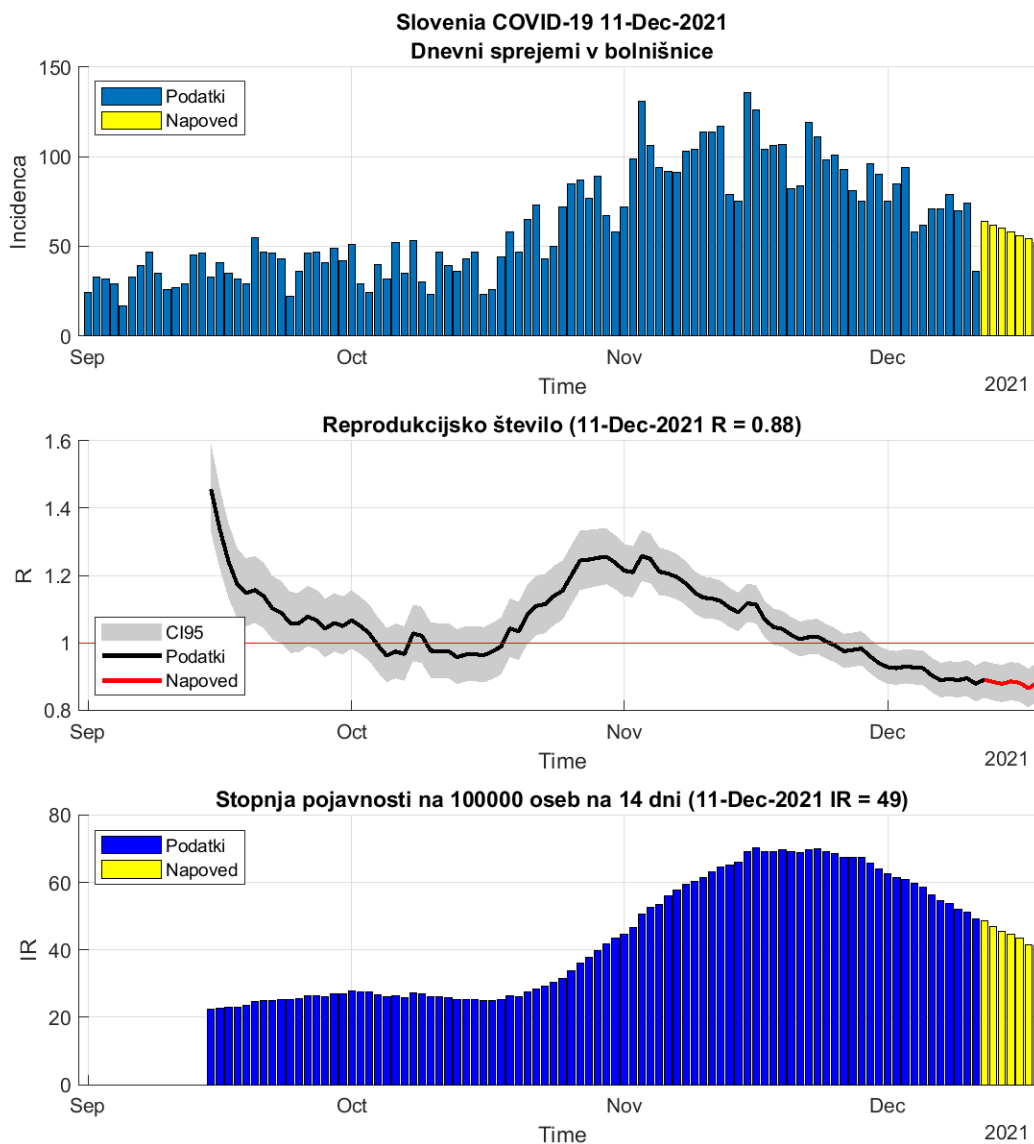 Slovenia COVID-19 11-Dec-2021
Dnevni sprejemi v bolnišnice
150
100
50
0
Incidenca
Podatki
Napoved
Sep
Oct
Nov
Dec
Time
2021
Reprodukcijsko število (11-Dec-2021 R = 0.88)
1.6
1.4
1.2
1
0.8
R
CI95
Podatki
Napoved
Sep
Oct
Nov
Dec
Time
2021
Stopnja pojavnosti na 100000 oseb na 14 dni (11-Dec-2021 IR = 49)
80
60
40
20
0
IR
Podatki
Napoved
Sep
Oct
Nov
Dec
Time
2021